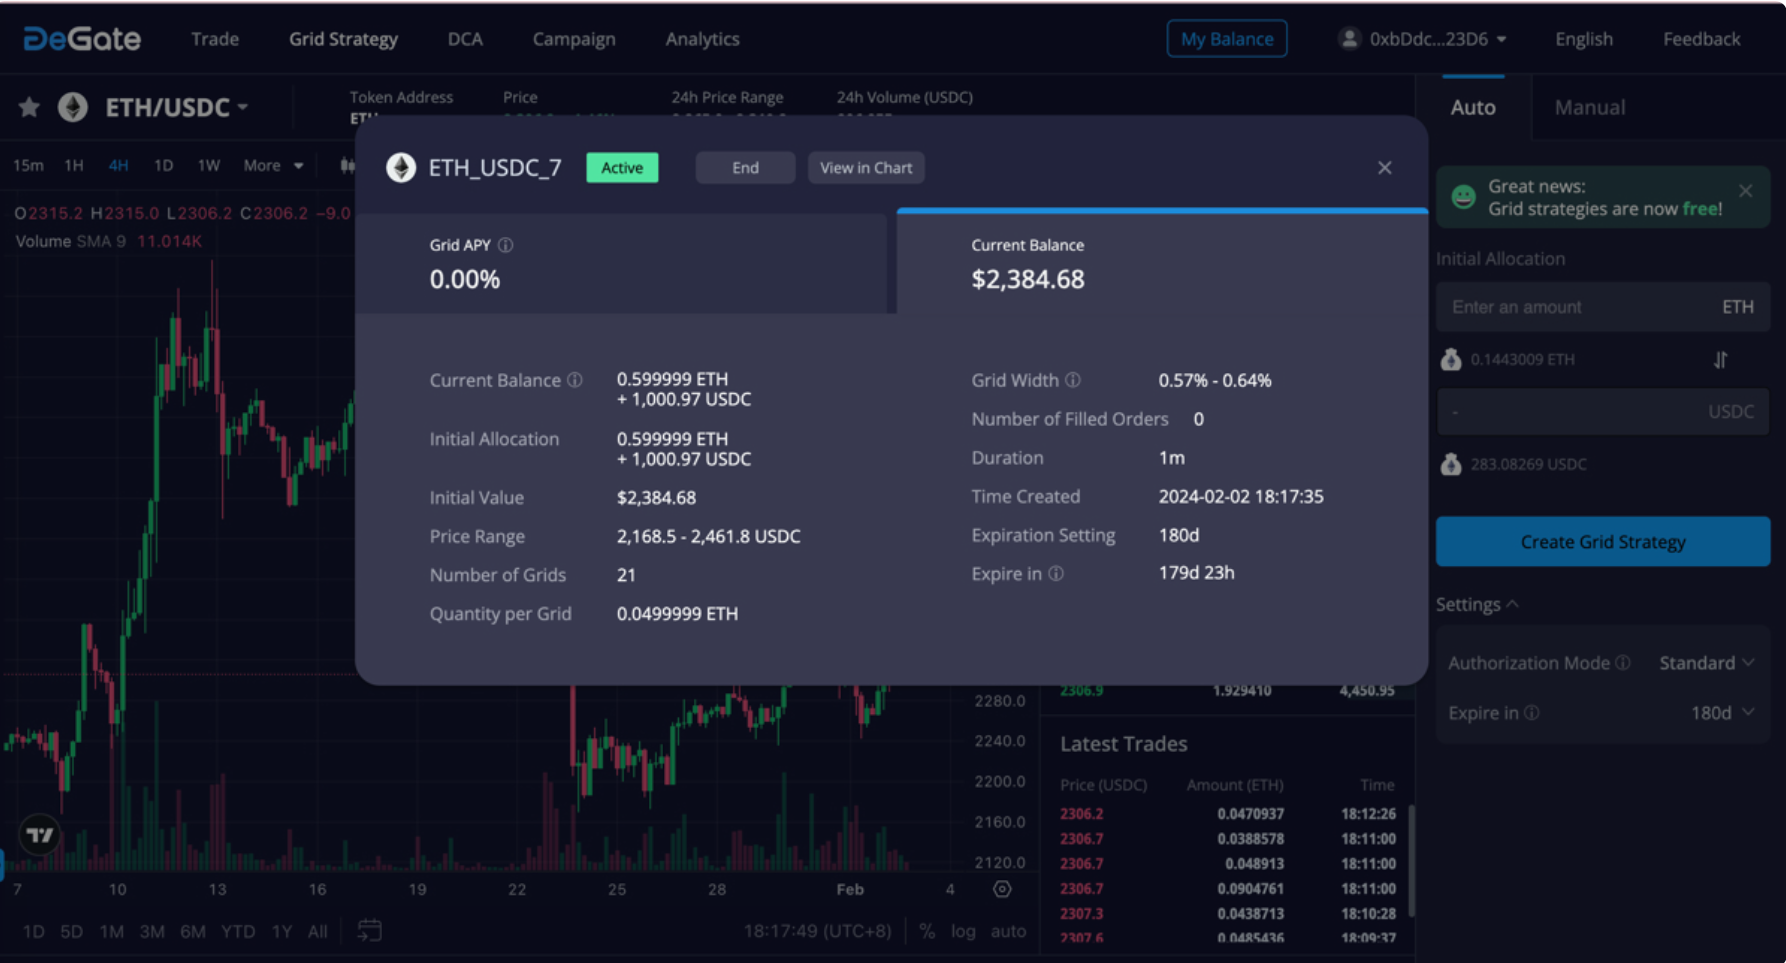 DeGate Trade Grid Strategy DCA Campaign Analytics My Balance 0xbDdc...23D6 English Feedback
ETH/USDC
Token Address Price 24h Price Range 24h Volume (USDC)
ETH
15m 1H 4H 1D 1W More
O2315.2 H2315.0 L2306.2 C2306.2 −9.0
Volume SMA 9 11.014K
ETH_USDC_7 Active End View in Chart
Grid APY
0.00%
Current Balance
$2,384.68
Current Balance 0.599999 ETH
+ 1,000.97 USDC
Initial Allocation 0.599999 ETH
+ 1,000.97 USDC
Initial Value $2,384.68
Price Range 2,168.5 - 2,461.8 USDC
Number of Grids 21
Quantity per Grid 0.0499999 ETH
Grid Width 0.57% - 0.64%
Number of Filled Orders 0
Duration 1m
Time Created 2024-02-02 18:17:35
Expiration Setting 180d
Expire in 179d 23h
Auto Manual
Great news:
Grid strategies are now free!
Initial Allocation
Enter an amount ETH
0.1443009 ETH
- USDC
283.08269 USDC
Create Grid Strategy
Settings
Authorization Mode Standard
Expire in 180d
2280.0
2240.0
2200.0
2160.0
2120.0
7 10 13 16 19 22 25 28 Feb 4
1D 5D 1M 3M 6M YTD 1Y All
18:17:49 (UTC+8) % log auto
2306.9 1.929410 4,450.95
Latest Trades
Price (USDC) Amount (ETH) Time
2306.2 0.0470937 18:12:26
2306.7 0.0388578 18:11:00
2306.7 0.048913 18:11:00
2306.7 0.0904761 18:11:00
2307.3 0.0438713 18:10:28
2307.6 0.0485436 18:09:37